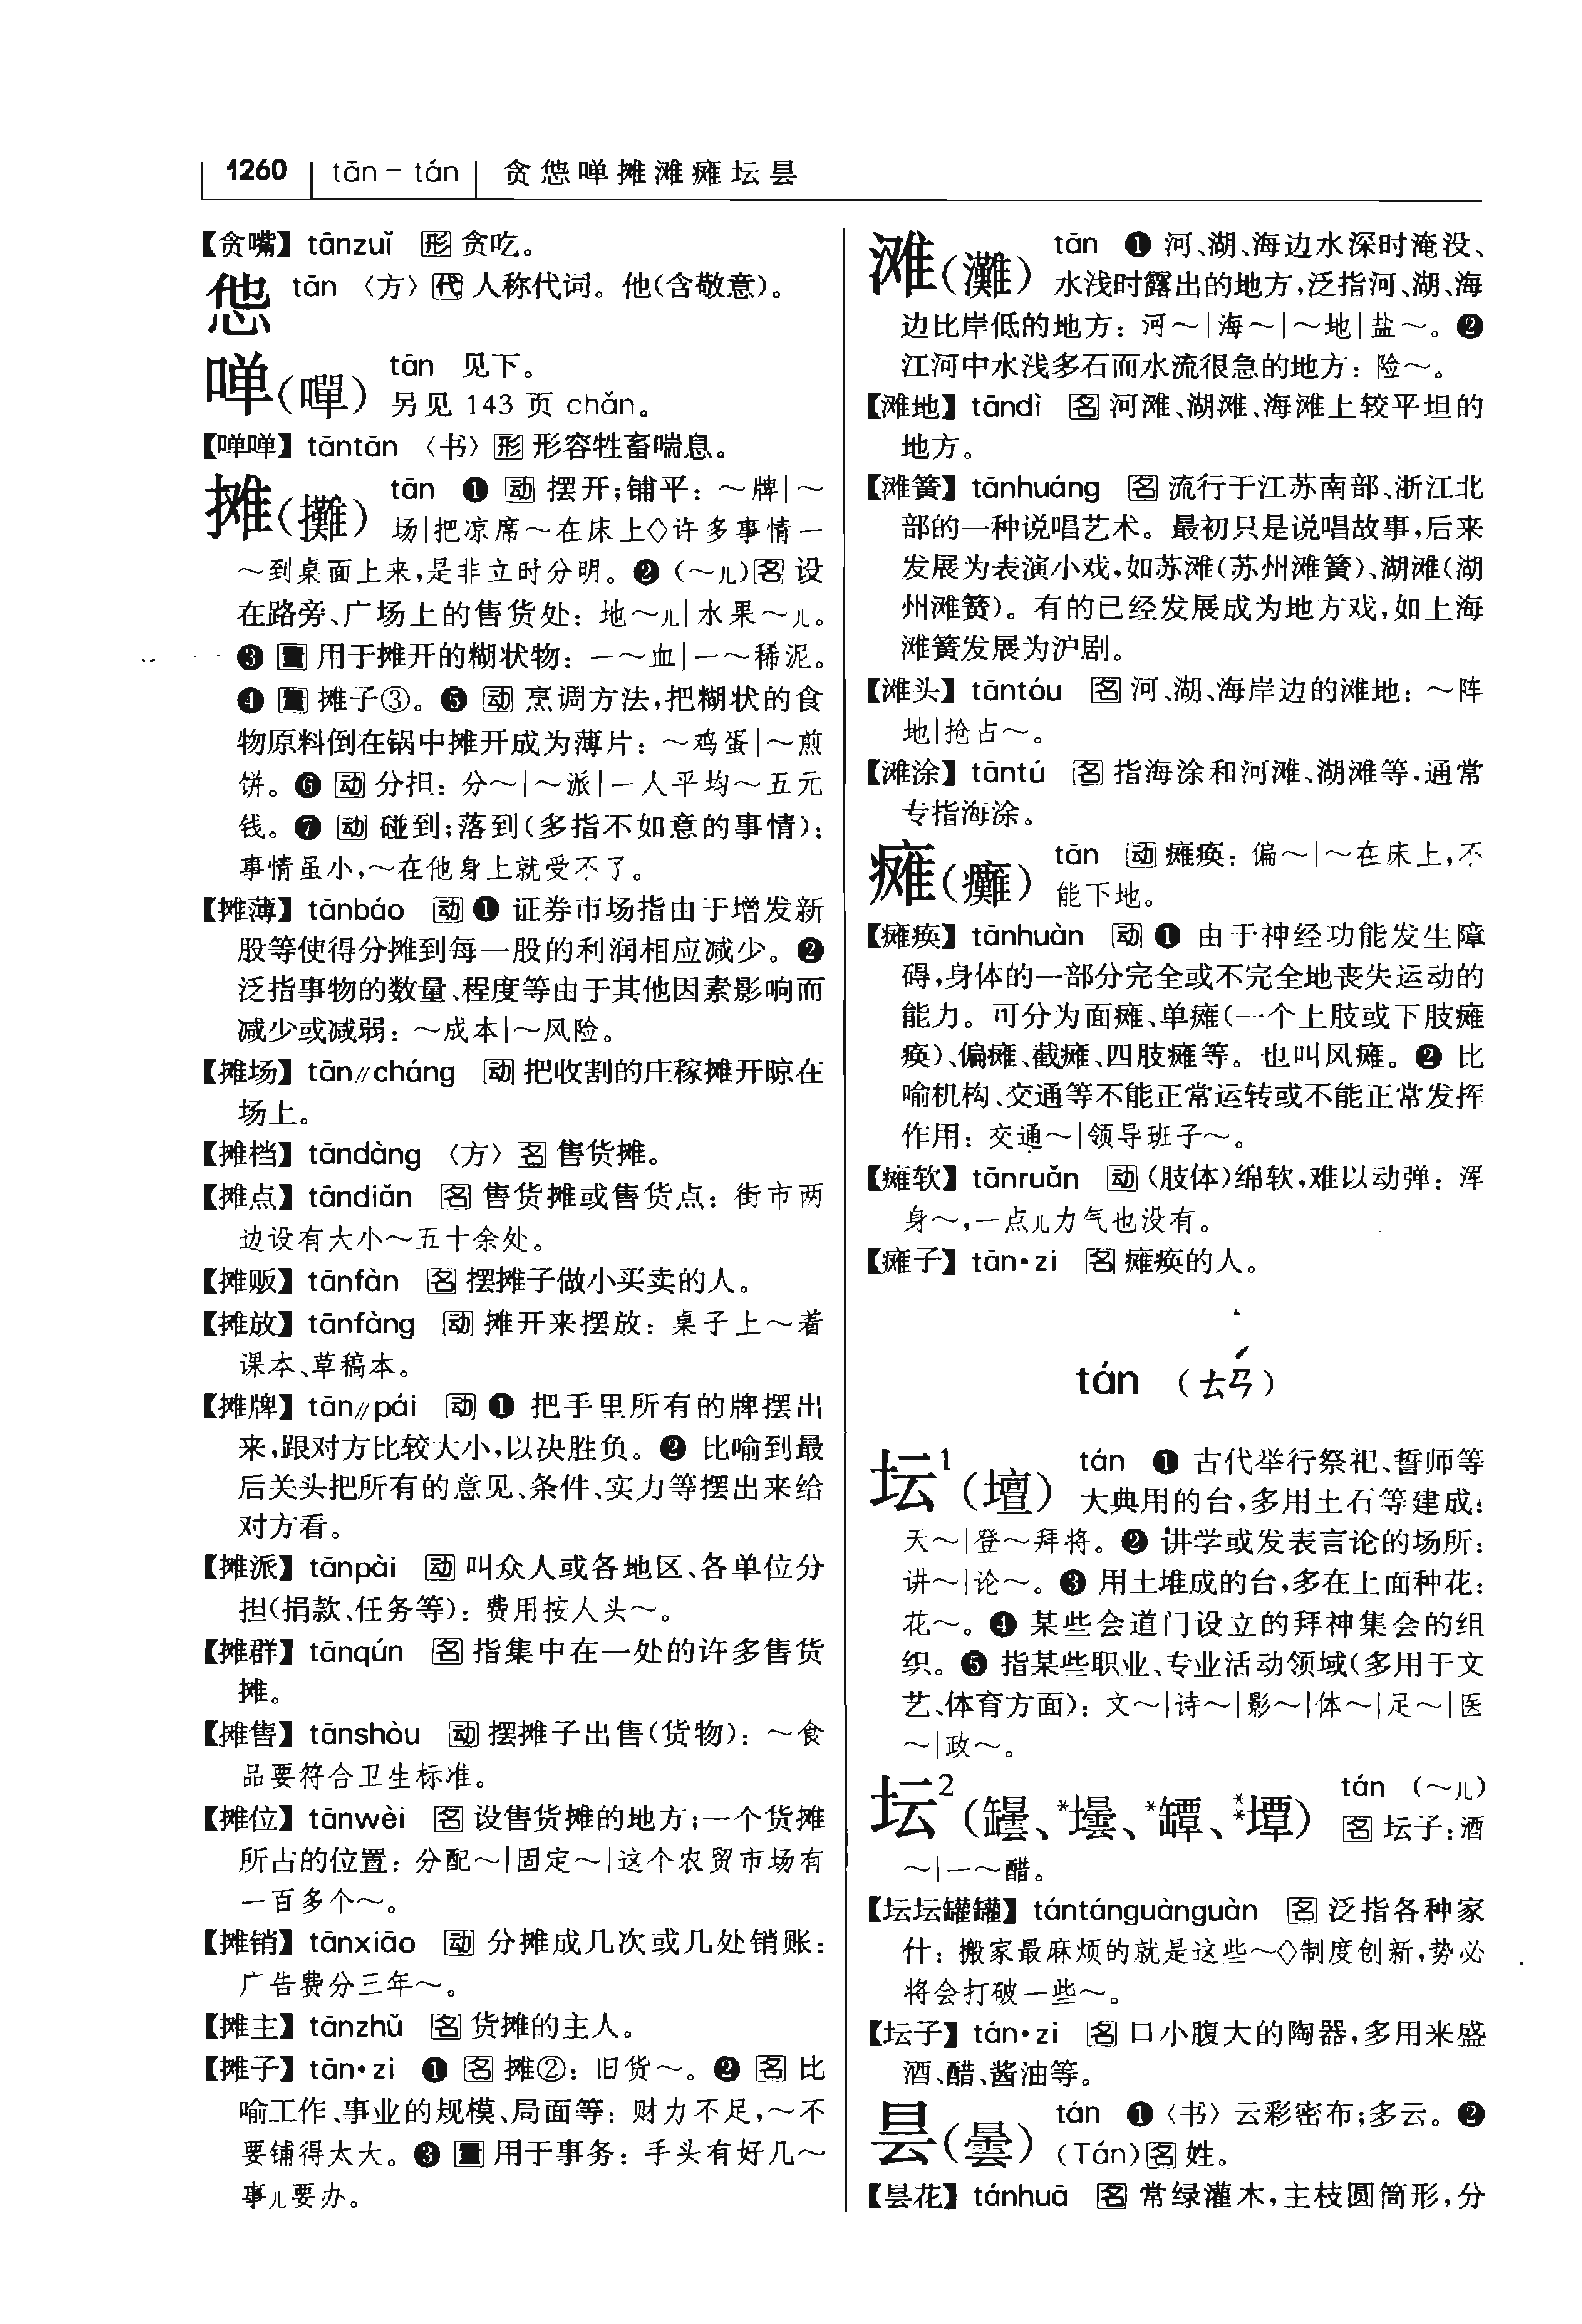 1260 tān－tán 贪怹啴摊滩瘫坛昙
【贪嘴】tānzuǐ 形 贪吃。
怹 tān 〈方〉代 人称代词。他(含敬意)。
啴(嘽) tān 见下。
另见 143 页 chǎn。
【啴啴】tāntān 〈书〉形 形容牲畜喘息。
摊(攤) tān ❶ 动 摆开;铺平：～牌|～
场|把凉席～在床上◇许多事情一
～到桌面上来,是非立时分明。❷(～儿)名 设
在路旁、广场上的售货处：地～儿|水果～儿。
❸ 量 用于摊开的糊状物：一～血|一～稀泥。
❹ 量 摊子③。❺ 动 烹调方法,把糊状的食
物原料倒在锅中摊开成为薄片：～鸡蛋|～煎
饼。❻ 动 分担：分～|～派|一人平均～五元
钱。❼ 动 碰到;落到(多指不如意的事情)：
事情虽小,～在他身上就受不了。
【摊薄】tānbáo 动 ❶ 证券市场指由于增发新
股等使得分摊到每一股的利润相应减少。❷
泛指事物的数量、程度等由于其他因素影响而
减少或减弱：～成本|～风险。
【摊场】tān//cháng 动 把收割的庄稼摊开晾在
场上。
【摊档】tāndàng 〈方〉名 售货摊。
【摊点】tāndiǎn 名 售货摊或售货点：街市两
边设有大小～五十余处。
【摊贩】tānfàn 名 摆摊子做小买卖的人。
【摊放】tānfàng 动 摊开来摆放：桌子上～着
课本、草稿本。
【摊牌】tān//pái 动 ❶ 把手里所有的牌摆出
来,跟对方比较大小,以决胜负。❷ 比喻到最
后关头把所有的意见、条件、实力等摆出来给
对方看。
【摊派】tānpài 动 叫众人或各地区、各单位分
担(捐款、任务等)：费用按人头～。
【摊群】tānqún 名 指集中在一处的许多售货
摊。
【摊售】tānshòu 动 摆摊子出售(货物)：～食
品要符合卫生标准。
【摊位】tānwèi 名 设售货摊的地方;一个货摊
所占的位置：分配～|固定～|这个农贸市场有
一百多个～。
【摊销】tānxiāo 动 分摊成几次或几处销账：
广告费分三年～。
【摊主】tānzhǔ 名 货摊的主人。
【摊子】tān·zi ❶ 名 摊②：旧货～。❷ 名 比
喻工作、事业的规模、局面等：财力不足,～不
要铺得太大。❸ 量 用于事务：手头有好几～
事儿要办。
滩(灘) tān ❶ 河、湖、海边水深时淹没、
水浅时露出的地方,泛指河、湖、海
边比岸低的地方：河～|海～|～地|盐～。❷
江河中水浅多石而水流很急的地方：险～。
【滩地】tāndì 名 河滩、湖滩、海滩上较平坦的
地方。
【滩簧】tānhuáng 名 流行于江苏南部、浙江北
部的一种说唱艺术。最初只是说唱故事,后来
发展为表演小戏,如苏滩(苏州滩簧)、湖滩(湖
州滩簧)。有的已经发展成为地方戏,如上海
滩簧发展为沪剧。
【滩头】tāntóu 名 河、湖、海岸边的滩地：～阵
地|抢占～。
【滩涂】tāntú 名 指海涂和河滩、湖滩等,通常
专指海涂。
瘫(癱) tān 动 瘫痪：偏～|～在床上,不
能下地。
【瘫痪】tānhuàn 动 ❶ 由于神经功能发生障
碍,身体的一部分完全或不完全地丧失运动的
能力。可分为面瘫、单瘫(一个上肢或下肢瘫
痪)、偏瘫、截瘫、四肢瘫等。也叫风瘫。❷ 比
喻机构、交通等不能正常运转或不能正常发挥
作用：交通～|领导班子～。
【瘫软】tānruǎn 动 (肢体)绵软,难以动弹：浑
身～,一点儿力气也没有。
【瘫子】tān·zi 名 瘫痪的人。
tán (ㄊㄢˊ)
坛¹(壇) tán ❶ 古代举行祭祀、誓师等
大典用的台,多用土石等建成：
天～|登～拜将。❷ 讲学或发表言论的场所：
讲～|论～。❸ 用土堆成的台,多在上面种花：
花～。❹ 某些会道门设立的拜神集会的组
织。❺ 指某些职业、专业活动领域(多用于文
艺、体育方面)：文～|诗～|影～|体～|足～|医
～|政～。
坛²(罎、*壜、*罈、**墰) tán (～儿)
名 坛子：酒
～|一～醋。
【坛坛罐罐】tántánguànguàn 名 泛指各种家
什：搬家最麻烦的就是这些～◇制度创新,势必
将会打破一些～。
【坛子】tán·zi 名 口小腹大的陶器,多用来盛
酒、醋、酱油等。
昙(曇) tán ❶〈书〉云彩密布;多云。❷
(Tán)名 姓。
【昙花】tánhuā 名 常绿灌木,主枝圆筒形,分